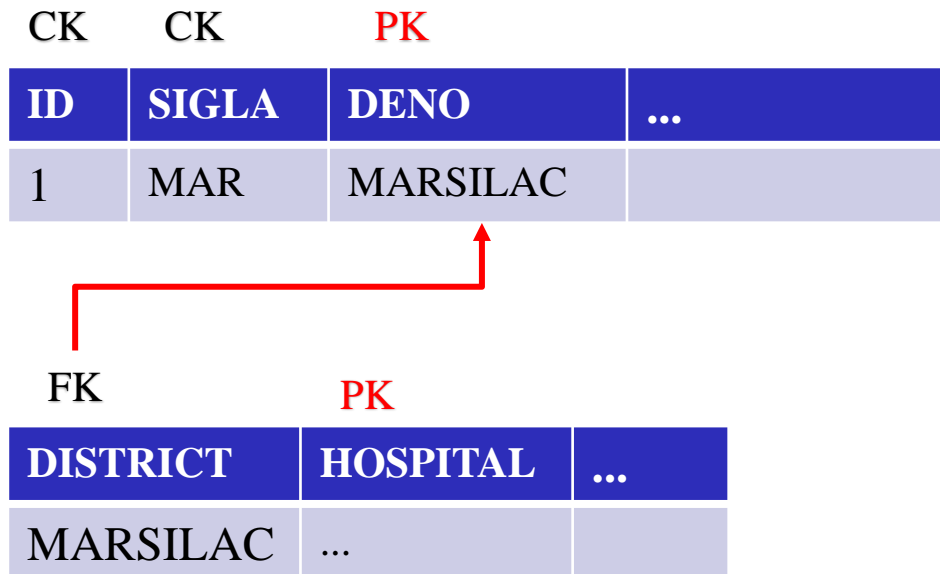 CK CK PK
ID SIGLA DENO ...
1 MAR MARSILAC
FK PK
DISTRICT HOSPITAL ...
MARSILAC ...